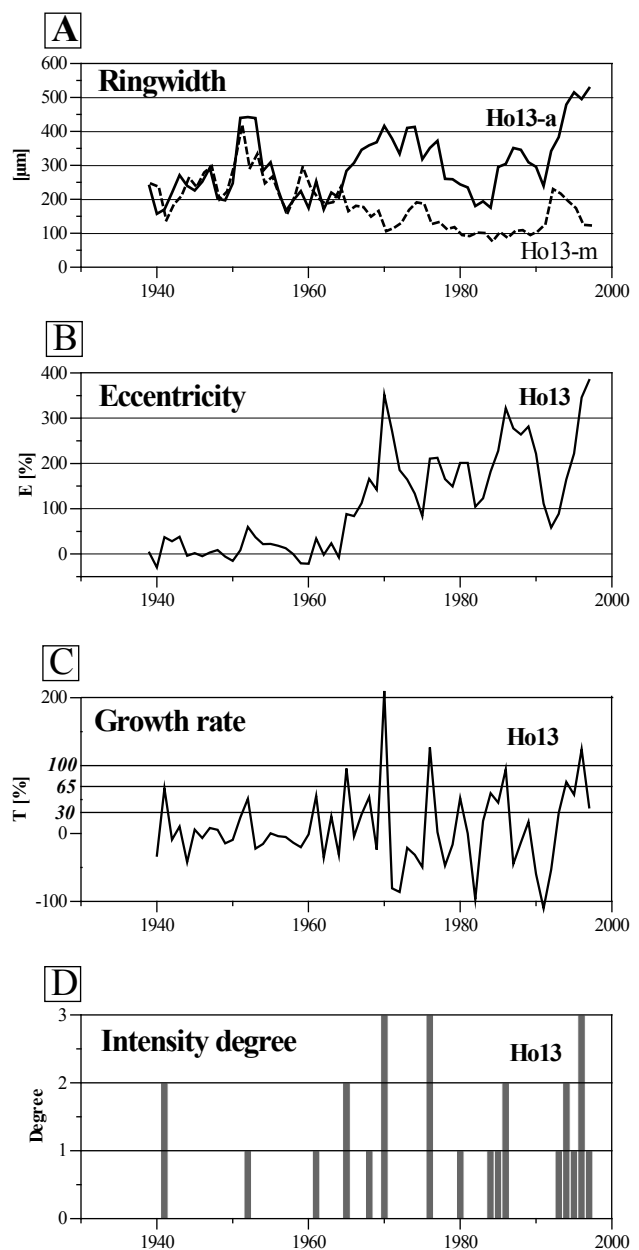 A
Ringwidth
600
500
400
300
200
100
0
[µm]
Ho13-a
Ho13-m
1940
1960
1980
2000
B
Eccentricity
Ho13
400
300
200
100
0
E [%]
1940
1960
1980
2000
C
Growth rate
Ho13
200
100
65
30
0
-100
T [%]
1940
1960
1980
2000
D
Intensity degree
Ho13
3
2
1
0
Degree
1940
1960
1980
2000